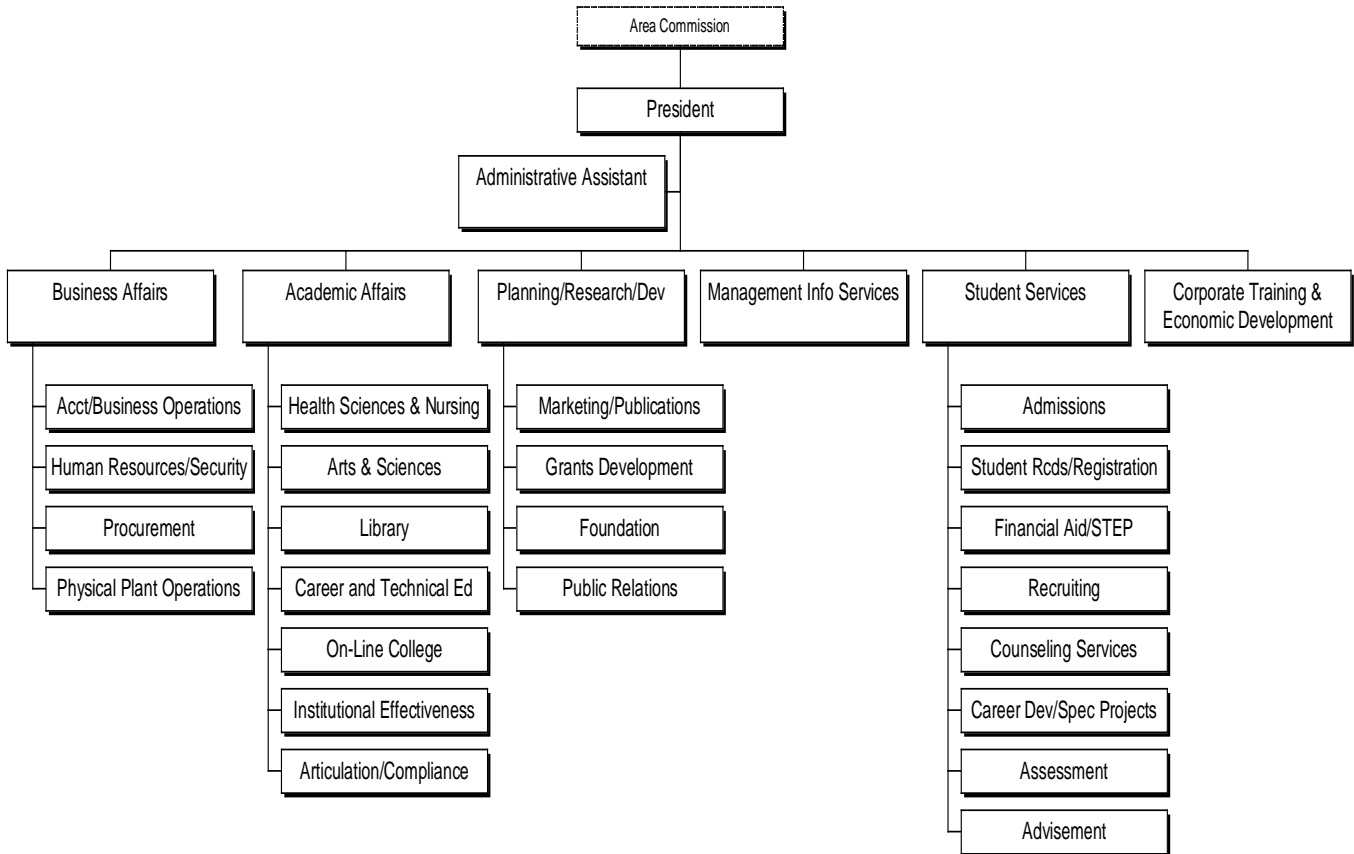 Area Commission
President
Administrative Assistant
Business Affairs
Academic Affairs
Planning/Research/Dev
Management Info Services
Student Services
Corporate Training &
Economic Development
Acct/Business Operations
Human Resources/Security
Procurement
Physical Plant Operations
Health Sciences & Nursing
Arts & Sciences
Library
Career and Technical Ed
On-Line College
Institutional Effectiveness
Articulation/Compliance
Marketing/Publications
Grants Development
Foundation
Public Relations
Admissions
Student Rcds/Registration
Financial Aid/STEP
Recruiting
Counseling Services
Career Dev/Spec Projects
Assessment
Advisement